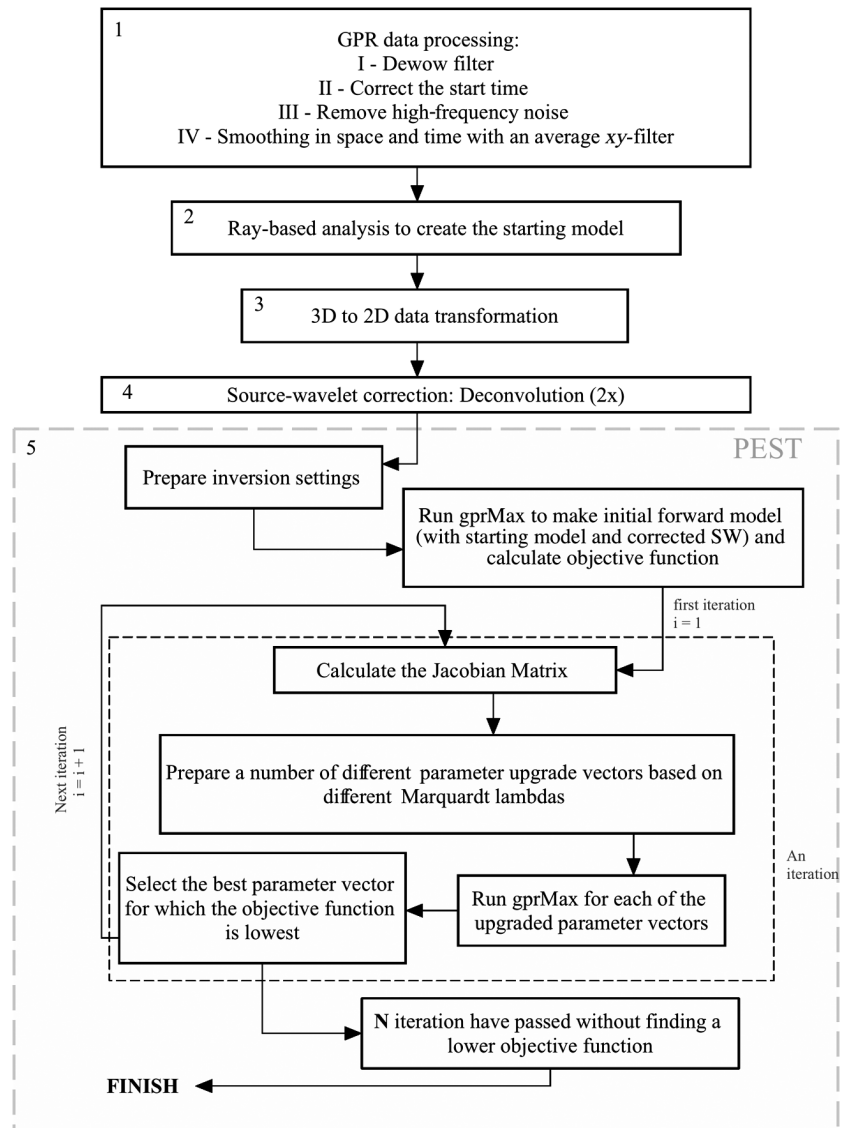 1
GPR data processing:
I - Dewow filter
II - Correct the start time
III - Remove high-frequency noise
IV - Smoothing in space and time with an average xy-filter
2
Ray-based analysis to create the starting model
3
3D to 2D data transformation
4
Source-wavelet correction: Deconvolution (2x)
5
PEST
Prepare inversion settings
Run gprMax to make initial forward model
(with starting model and corrected SW) and
calculate objective function
first iteration
i = 1
Calculate the Jacobian Matrix
Next iteration
i = i + 1
Prepare a number of different parameter upgrade vectors based on
different Marquardt lambdas
An
iteration
Select the best parameter vector
for which the objective function
is lowest
Run gprMax for each of the
upgraded parameter vectors
N iteration have passed without finding a
lower objective function
FINISH